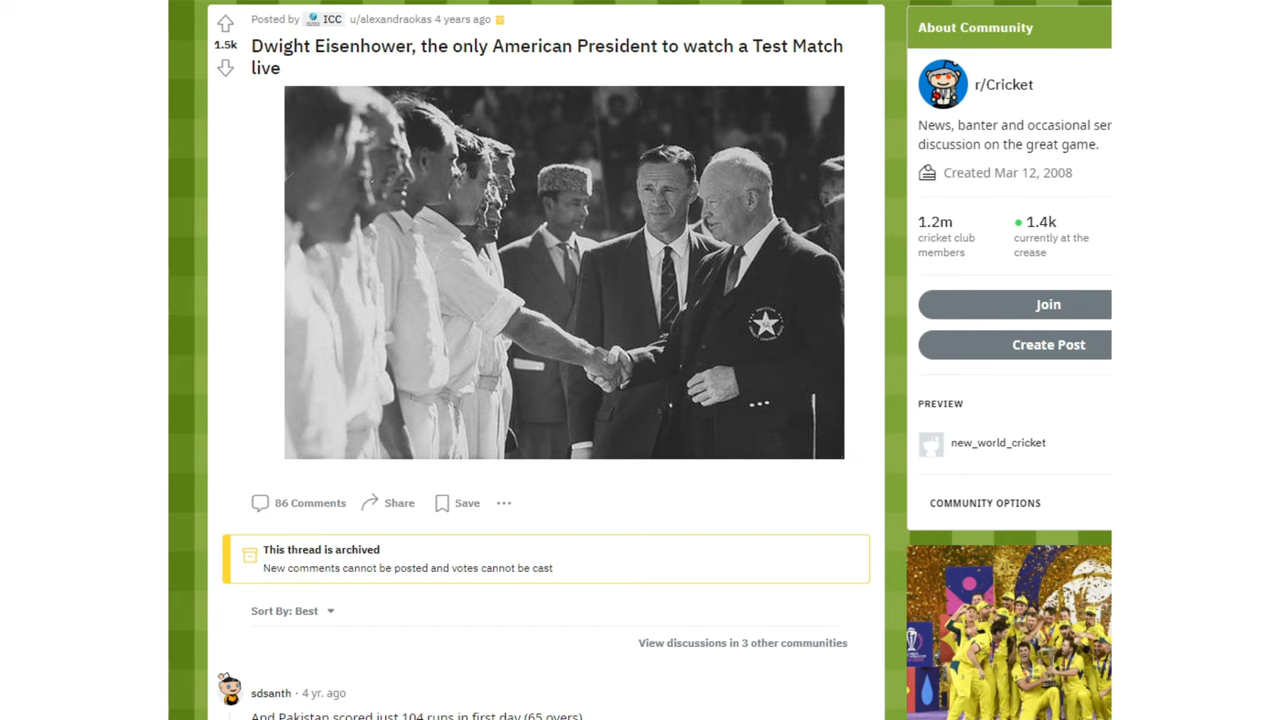 Posted by ICC u/alexandraokas 4 years ago
1.5k
Dwight Eisenhower, the only American President to watch a Test Match
live
86 Comments Share Save
This thread is archived
New comments cannot be posted and votes cannot be cast
Sort By: Best
View discussions in 3 other communities
sdsanth · 4 yr. ago
And Pakistan scored just 104 runs in first day (65 overs)
About Community
r/Cricket
News, banter and occasional ser
discussion on the great game.
Created Mar 12, 2008
1.2m 1.4k
cricket club currently at the
members crease
Join
Create Post
PREVIEW
new_world_cricket
COMMUNITY OPTIONS